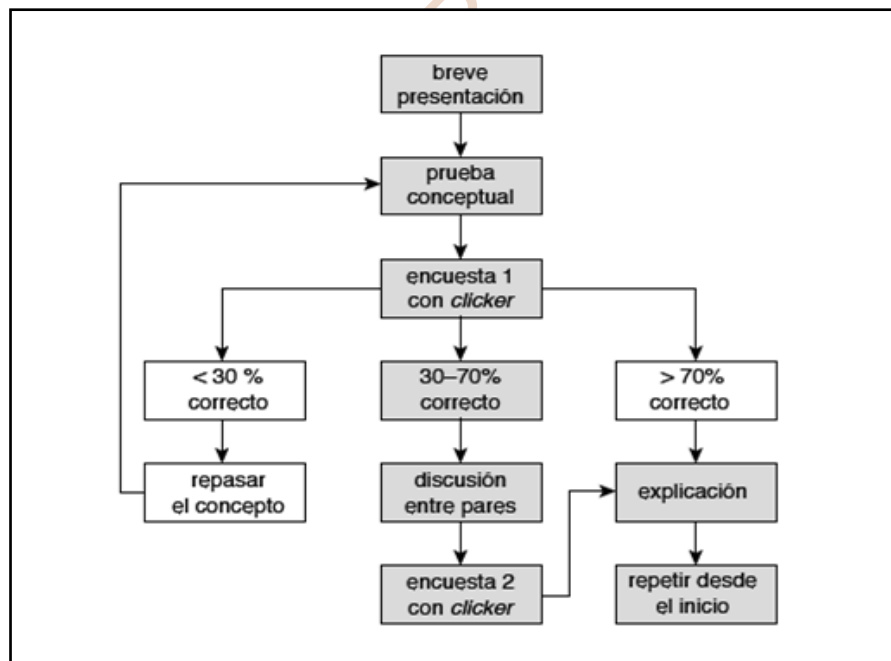 breve
presentación
prueba
conceptual
encuesta 1
con clicker
< 30 %
correcto
30–70%
correcto
> 70%
correcto
repasar
el concepto
discusión
entre pares
explicación
encuesta 2
con clicker
repetir desde
el inicio